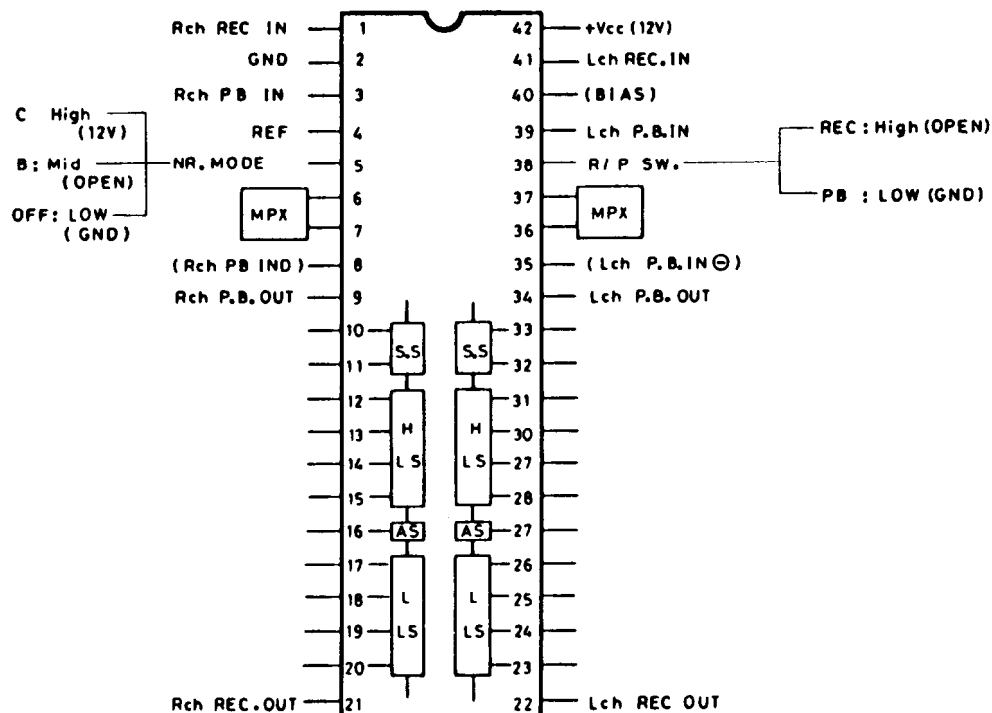 Rch REC IN 1 42 +Vcc (12V)
GND 2 41 Lch REC.IN
Rch PB IN 3 40 (BIAS)
C High
(12V)
REF 4 39 Lch P.B.IN
REC : High (OPEN)
B : Mid
(OPEN)
NR. MODE 5 38 R/P SW.
OFF : LOW
(GND)
PB : LOW (GND)
MPX 6 37 MPX
7 36
(Rch PB IND) 8 35 (Lch P.B.IN ⊖)
Rch P.B.OUT 9 34 Lch P.B.OUT
10 33
S.S S.S
11 32
12 31
13 H H 30
14 LS LS 27
15 28
16 AS AS 27
17 26
18 L L 25
19 LS LS 24
20 23
Rch REC.OUT 21 22 Lch REC OUT